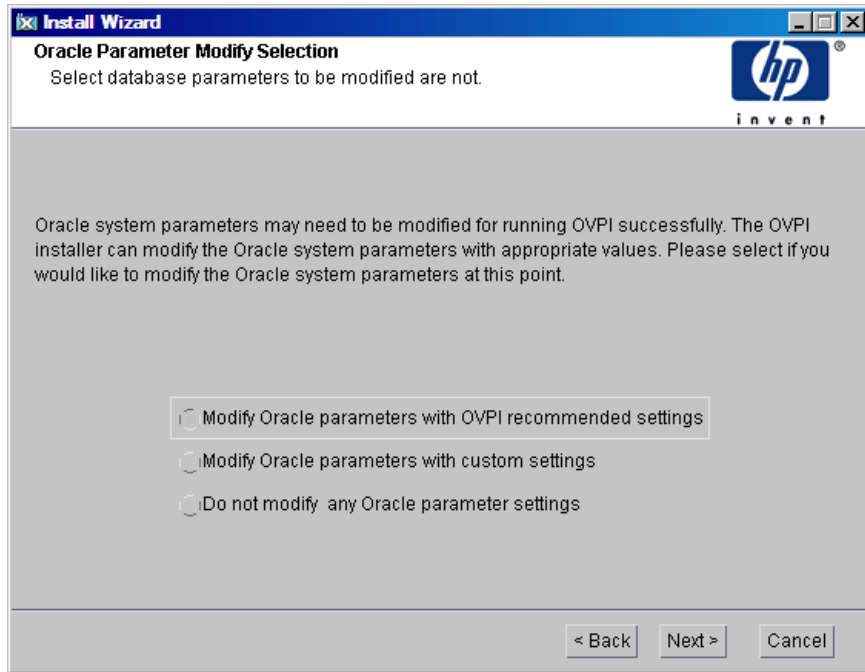 Install Wizard
Oracle Parameter Modify Selection
Select database parameters to be modified are not.
hp
®
invent
Oracle system parameters may need to be modified for running OVPI successfully. The OVPI
installer can modify the Oracle system parameters with appropriate values. Please select if you
would like to modify the Oracle system parameters at this point.
Modify Oracle parameters with OVPI recommended settings
Modify Oracle parameters with custom settings
Do not modify any Oracle parameter settings
< Back Next > Cancel